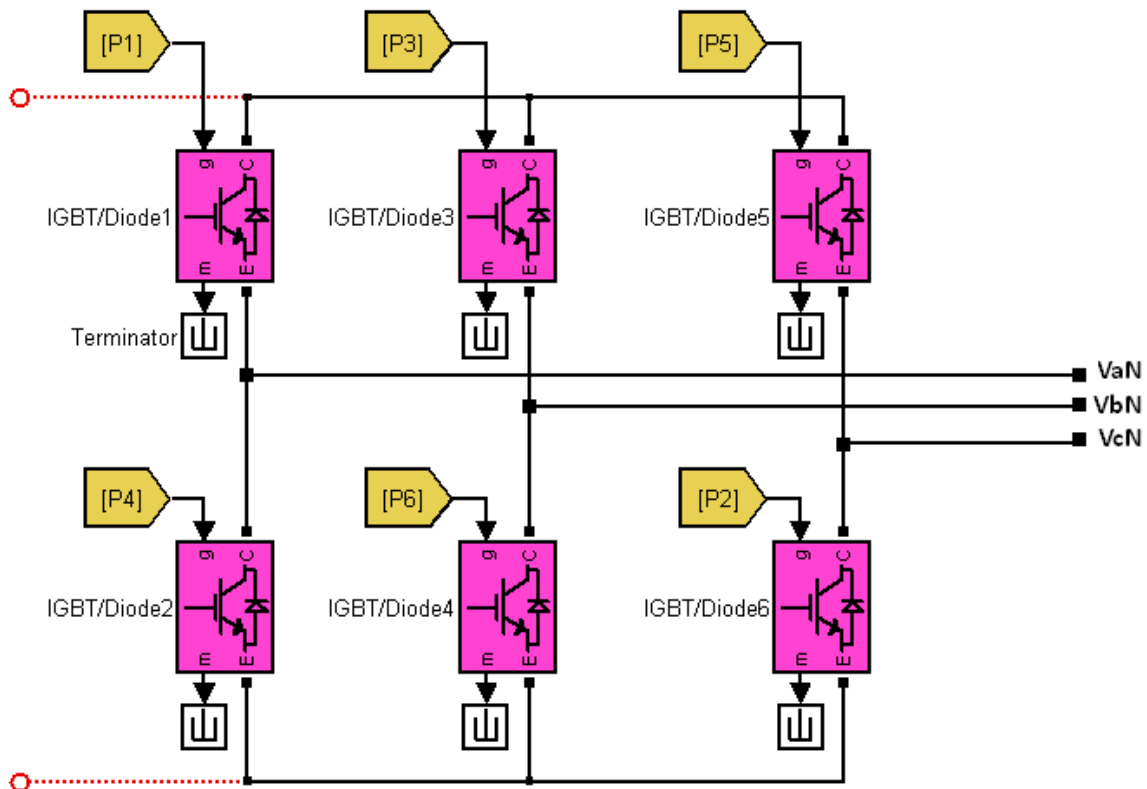 [P1] [P3] [P5]
g C g C g C
IGBT/Diode1 IGBT/Diode3 IGBT/Diode5
m E m E m E
Terminator
VaN
VbN
VcN
[P4] [P6] [P2]
g C g C g C
IGBT/Diode2 IGBT/Diode4 IGBT/Diode6
m E m E m E